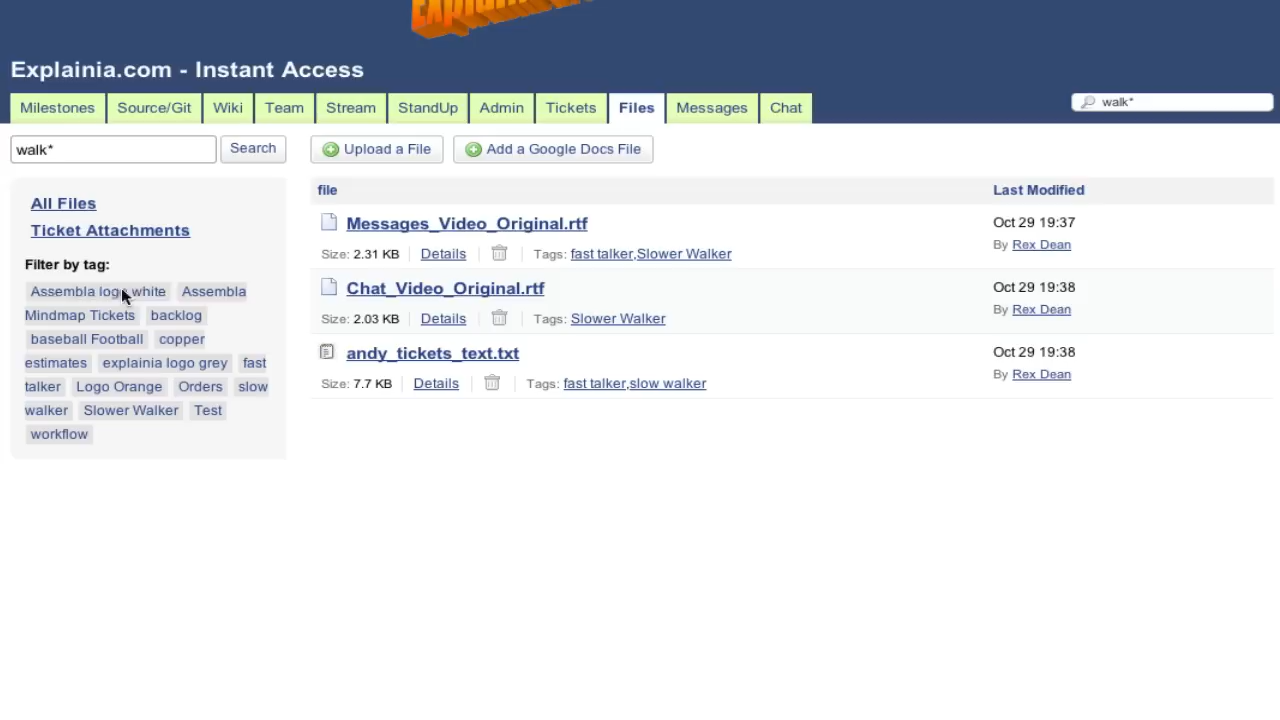 Explainia.com - Instant Access
Milestones Source/Git Wiki Team Stream StandUp Admin Tickets Files Messages Chat walk*
walk* Search Upload a File Add a Google Docs File
All Files
Ticket Attachments
Filter by tag:
Assembla logo white Assembla
Mindmap Tickets backlog
baseball Football copper
estimates explainia logo grey fast
talker Logo Orange Orders slow
walker Slower Walker Test
workflow
file Last Modified
Messages_Video_Original.rtf Oct 29 19:37
Size: 2.31 KB Details Tags: fast talker,Slower Walker By Rex Dean
Chat_Video_Original.rtf Oct 29 19:38
Size: 2.03 KB Details Tags: Slower Walker By Rex Dean
andy_tickets_text.txt Oct 29 19:38
Size: 7.7 KB Details Tags: fast talker,slow walker By Rex Dean